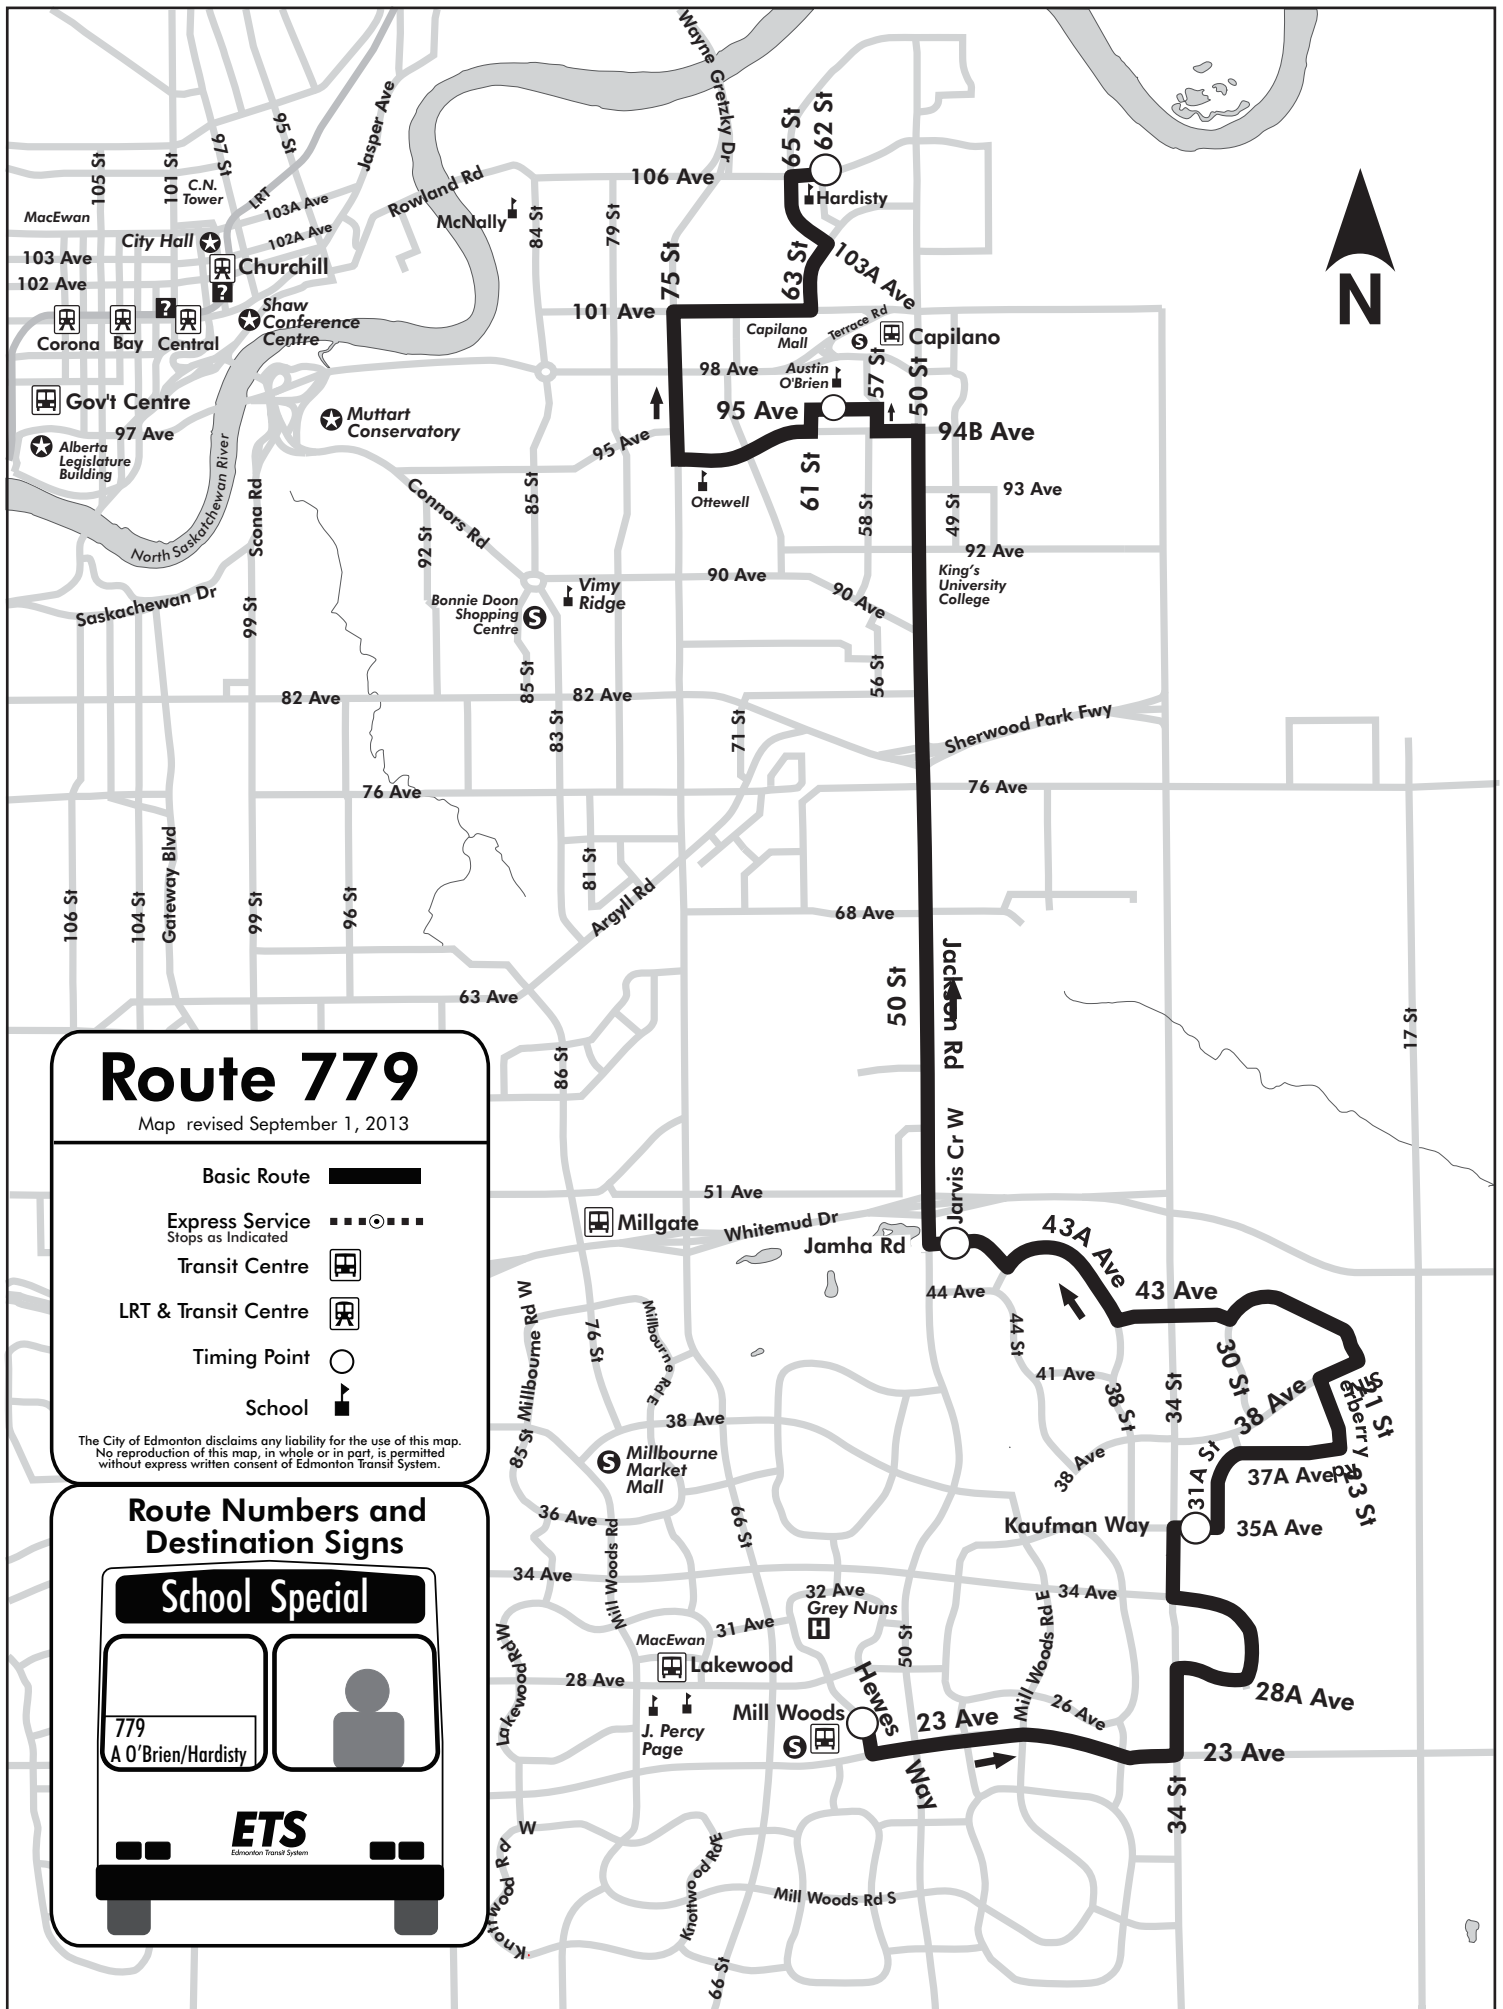 Wayne Gretzky Dr
65 St
62 St
Jasper Ave
95 St
97 St
105 St
101 St
C.N.
Tower
LRT
103A Ave
102A Ave
Rowland Rd
McNally
84 St
79 St
106 Ave
Hardisty
MacEwan
City Hall
103 Ave
102 Ave
Churchill
?
?
Shaw
Conference
Centre
Corona
Bay
Central
75 St
63 St
103A Ave
101 Ave
Capilano
Mall
Terrace Rd
S
Capilano
N
98 Ave
Austin
O'Brien
57 St
50 St
Gov't Centre
Muttart
Conservatory
95 Ave
94B Ave
97 Ave
Alberta
Legislature
Building
North Saskatchewan River
Scona Rd
95 Ave
Connors Rd
85 St
Ottewell
61 St
58 St
49 St
93 Ave
92 St
92 Ave
90 Ave
90 Ave
King's
University
College
Saskachewan Dr
99 St
Bonnie Doon
Shopping
Centre
S
Vimy
Ridge
85 St
56 St
82 Ave
82 Ave
83 St
71 St
Sherwood Park Fwy
76 Ave
76 Ave
106 St
104 St
Gateway Blvd
99 St
96 St
81 St
Argyll Rd
68 Ave
50 St
Jackson Rd
63 Ave
86 St
17 St
Route 779
Map revised September 1, 2013
Basic Route
Express Service
Stops as Indicated
Transit Centre
LRT & Transit Centre
Timing Point
School
The City of Edmonton disclaims any liability for the use of this map.
No reproduction of this map, in whole or in part, is permitted
without express written consent of Edmonton Transit System.
51 Ave
Jarvis Cr W
Millgate
Whitemud Dr
Jamha Rd
43A Ave
44 Ave
43 Ave
85 St
Millbourne Rd W
76 St
Millbourne Rd E
44 St
41 Ave
38 St
34 St
30 St
38 Ave
21 St
38 Ave
S
Millbourne
Market
Mall
38 Ave
31A St
37A Ave
23 St
36 Ave
Mill Woods Rd
66 St
Kaufman Way
35A Ave
34 Ave
32 Ave
Grey Nuns
H
34 Ave
Mill Woods Rd E
MacEwan
31 Ave
50 St
Lakewood Rd W
Lakewood
28 Ave
Hewes
Way
28A Ave
26 Ave
J. Percy
Page
Mill Woods
S
23 Ave
23 Ave
34 St
Knottwood Rd W
Knottwood Rd E
Mill Woods Rd S
66 St
Route Numbers and
Destination Signs
School Special
779
A O'Brien/Hardisty
ETS
Edmonton Transit System